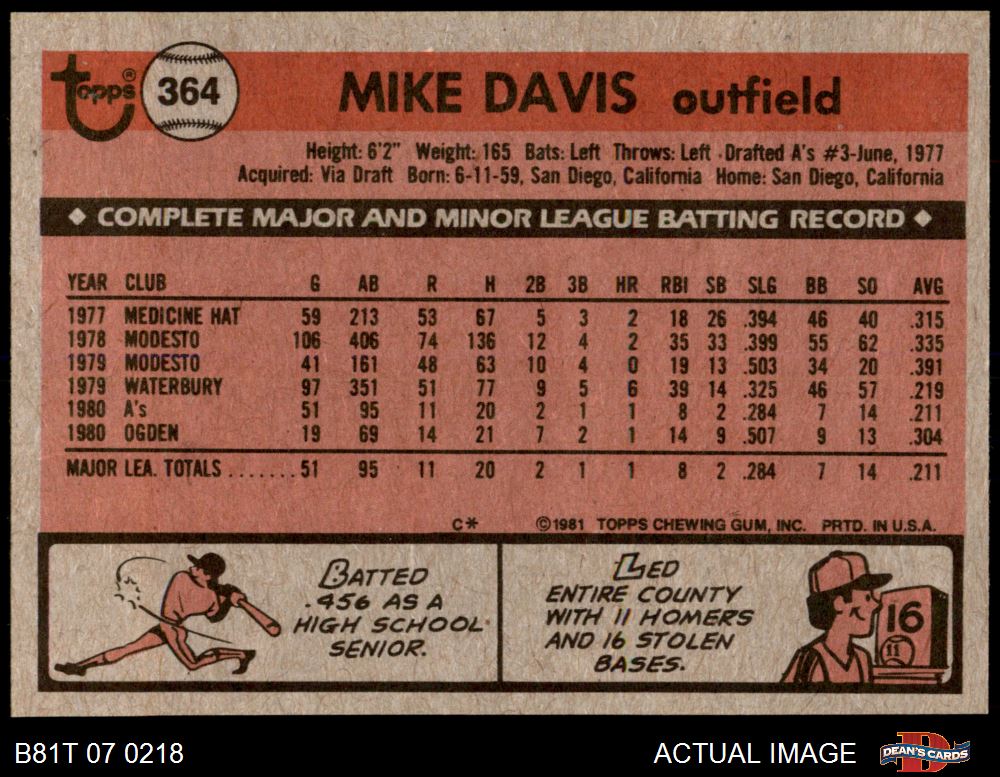 topps® 364 MIKE DAVIS outfield
Height: 6'2" Weight: 165 Bats: Left Throws: Left Drafted A's #3-June, 1977
Acquired: Via Draft Born: 6-11-59, San Diego, California Home: San Diego, California
◆ COMPLETE MAJOR AND MINOR LEAGUE BATTING RECORD ◆
YEAR CLUB G AB R H 2B 3B HR RBI SB SLG BB SO AVG
1977 MEDICINE HAT 59 213 53 67 5 3 2 18 26 .394 46 40 .315
1978 MODESTO 106 406 74 136 12 4 2 35 33 .399 55 62 .335
1979 MODESTO 41 161 48 63 10 4 0 19 13 .503 34 20 .391
1979 WATERBURY 97 351 51 77 9 5 6 39 14 .325 46 57 .219
1980 A's 51 95 11 20 2 1 1 8 2 .284 7 14 .211
1980 OGDEN 19 69 14 21 7 2 1 14 9 .507 9 13 .304
MAJOR LEA. TOTALS ....... 51 95 11 20 2 1 1 8 2 .284 7 14 .211
C* ©1981 TOPPS CHEWING GUM, INC. PRTD. IN U.S.A.
BATTED
.456 AS A
HIGH SCHOOL
SENIOR.
LED
ENTIRE COUNTY
WITH 11 HOMERS
AND 16 STOLEN
BASES.
16
11
B81T 07 0218 ACTUAL IMAGE DEAN'S CARDS